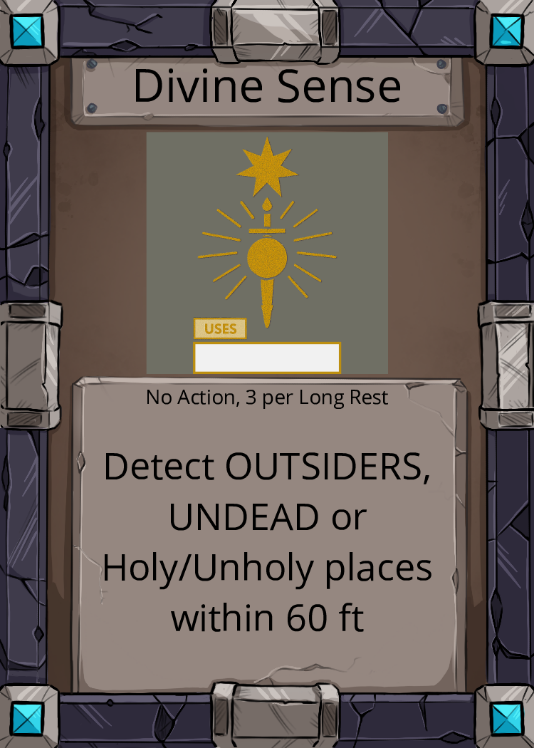 Divine Sense
USES
No Action, 3 per Long Rest
Detect OUTSIDERS,
UNDEAD or
Holy/Unholy places
within 60 ft